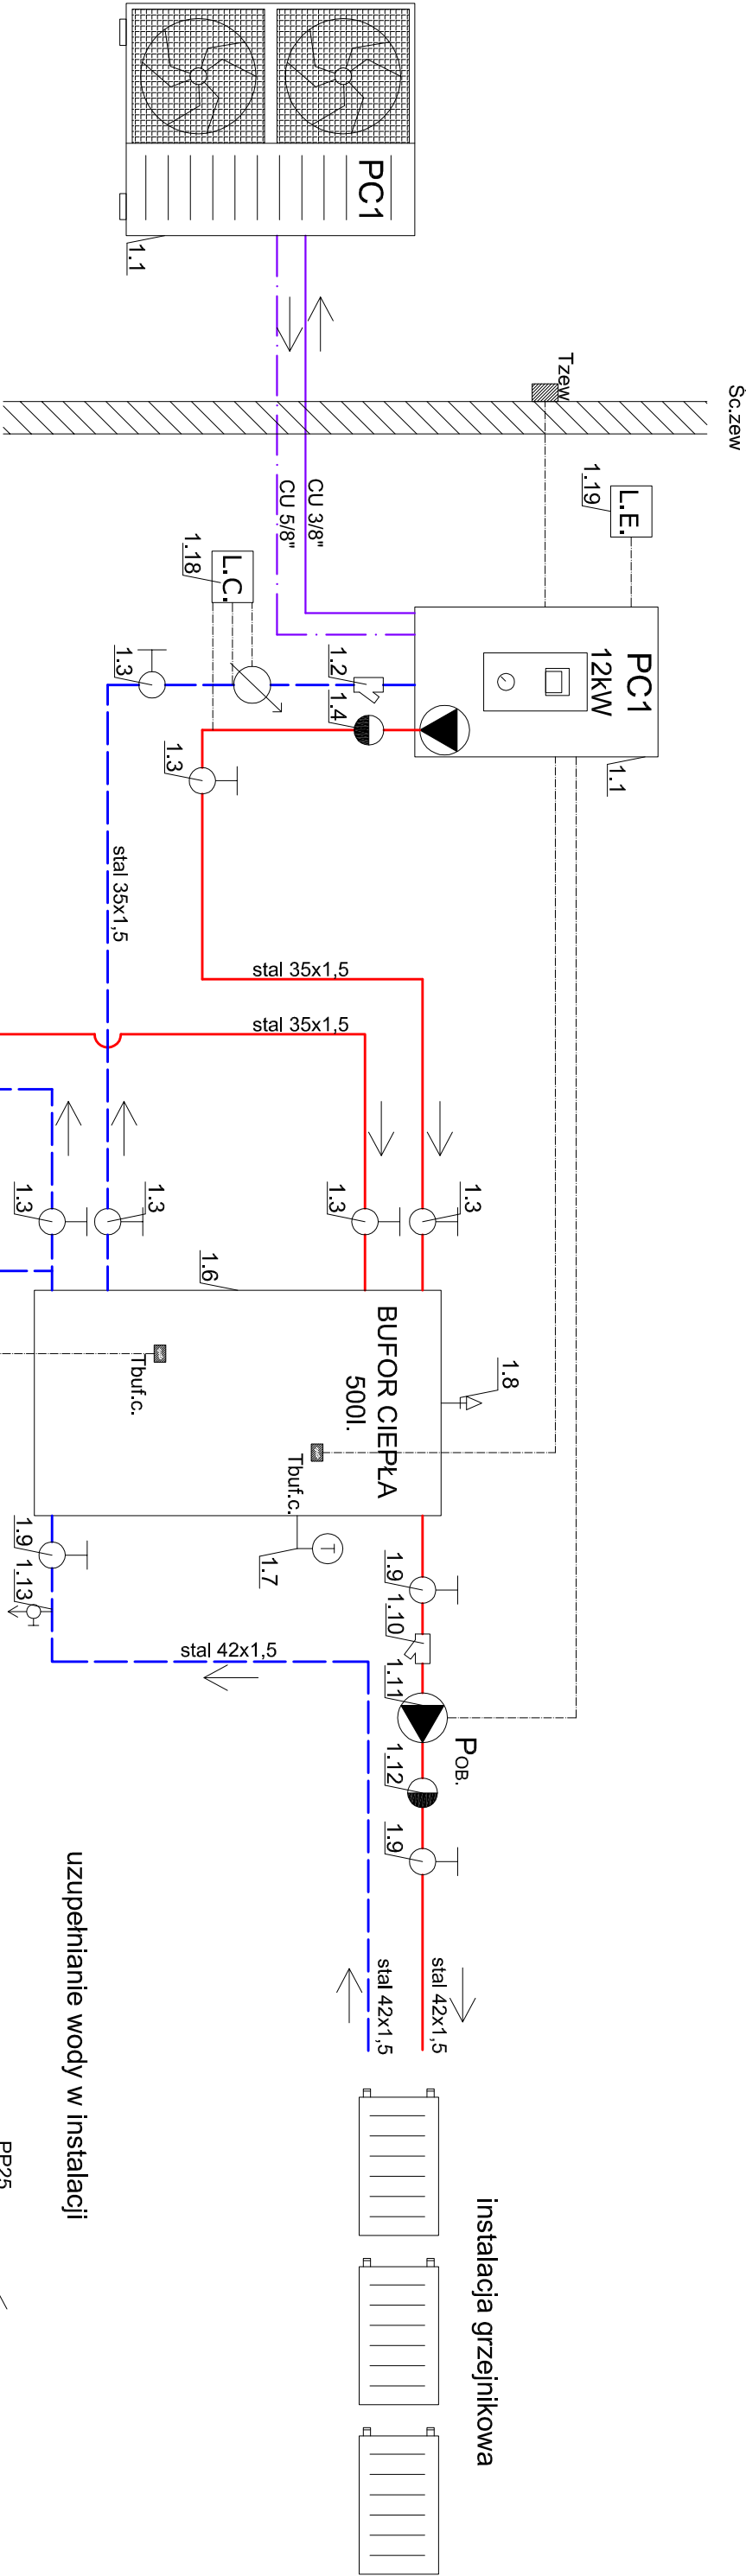 Śc.zew
Tzew
PC1
1.1
CU 3/8"
CU 5/8"
L.E.
1.19
L.C.
1.18
PC1
12kW
1.1
1.2
1.4
1.3
1.3
stal 35x1,5
stal 35x1,5
stal 35x1,5
1.3
1.3
1.3
1.3
1.6
BUFOR CIEPŁA
500l.
1.8
Tbuf.c.
Tbuf.c.
T
1.7
1.9
1.13
1.9
1.10
1.11
POB.
1.12
1.9
stal 42x1,5
stal 42x1,5
stal 42x1,5
instalacja grzejnikowa
uzupełnianie wody w instalacji
PP25